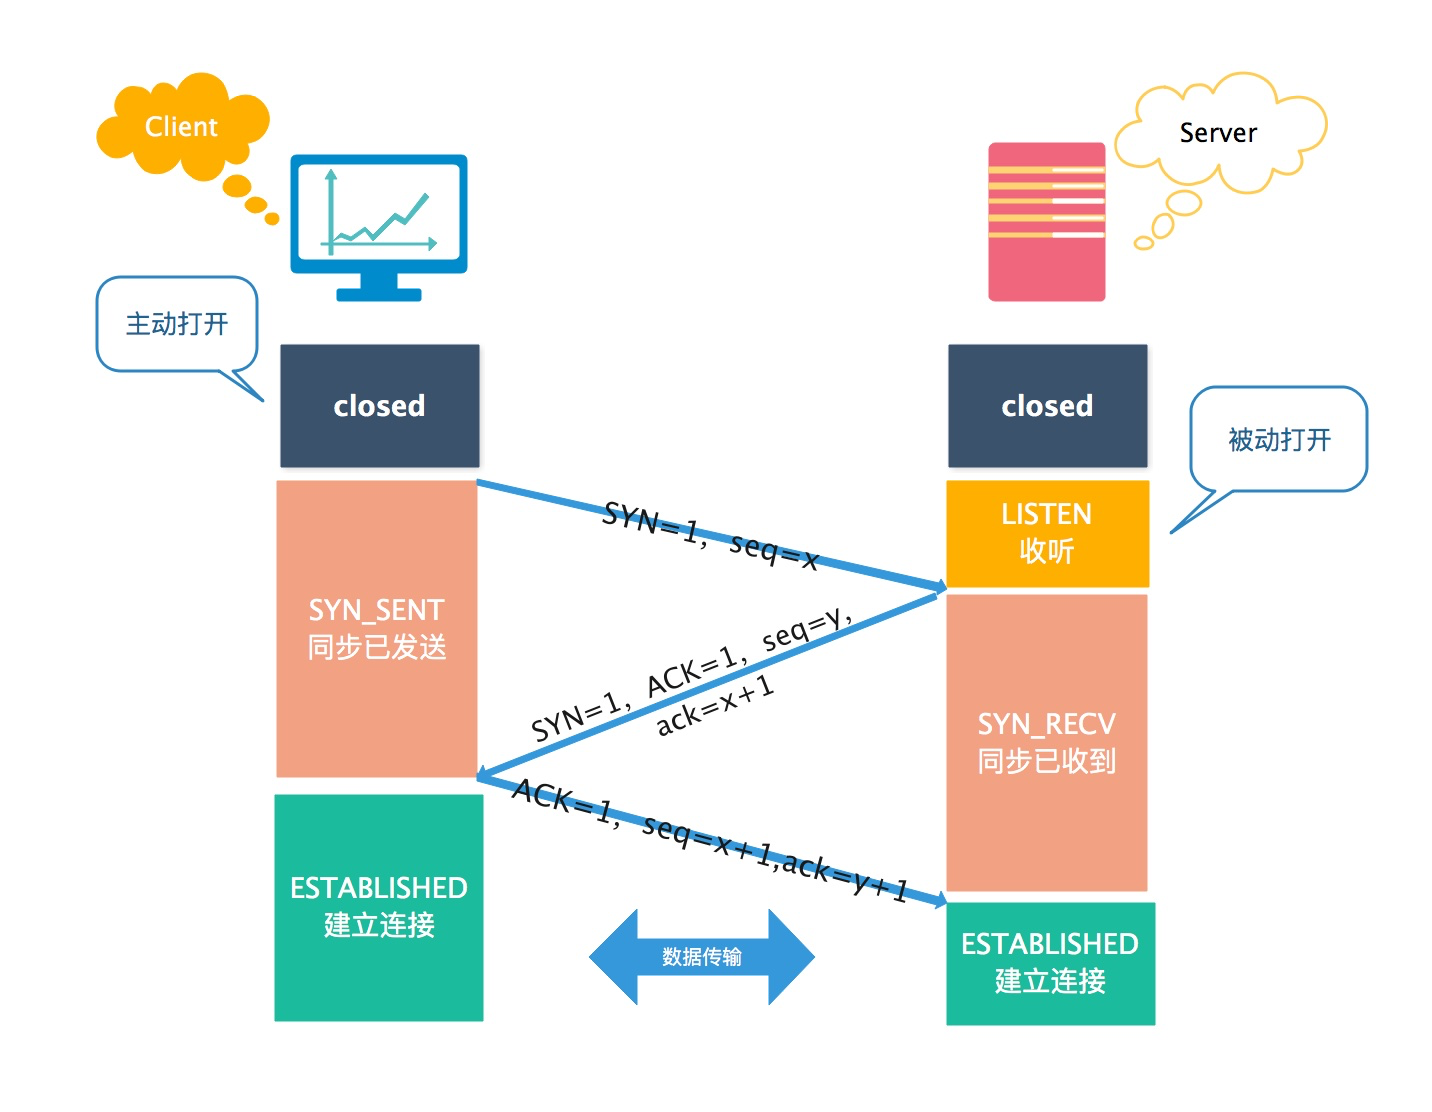 Client
Server
主动打开
closed
closed
被动打开
SYN=1, seq=x
LISTEN
收听
SYN_SENT
同步已发送
SYN=1, ACK=1, seq=y,
ack=x+1
SYN_RECV
同步已收到
ACK=1, seq=x+1,ack=y+1
ESTABLISHED
建立连接
数据传输
ESTABLISHED
建立连接